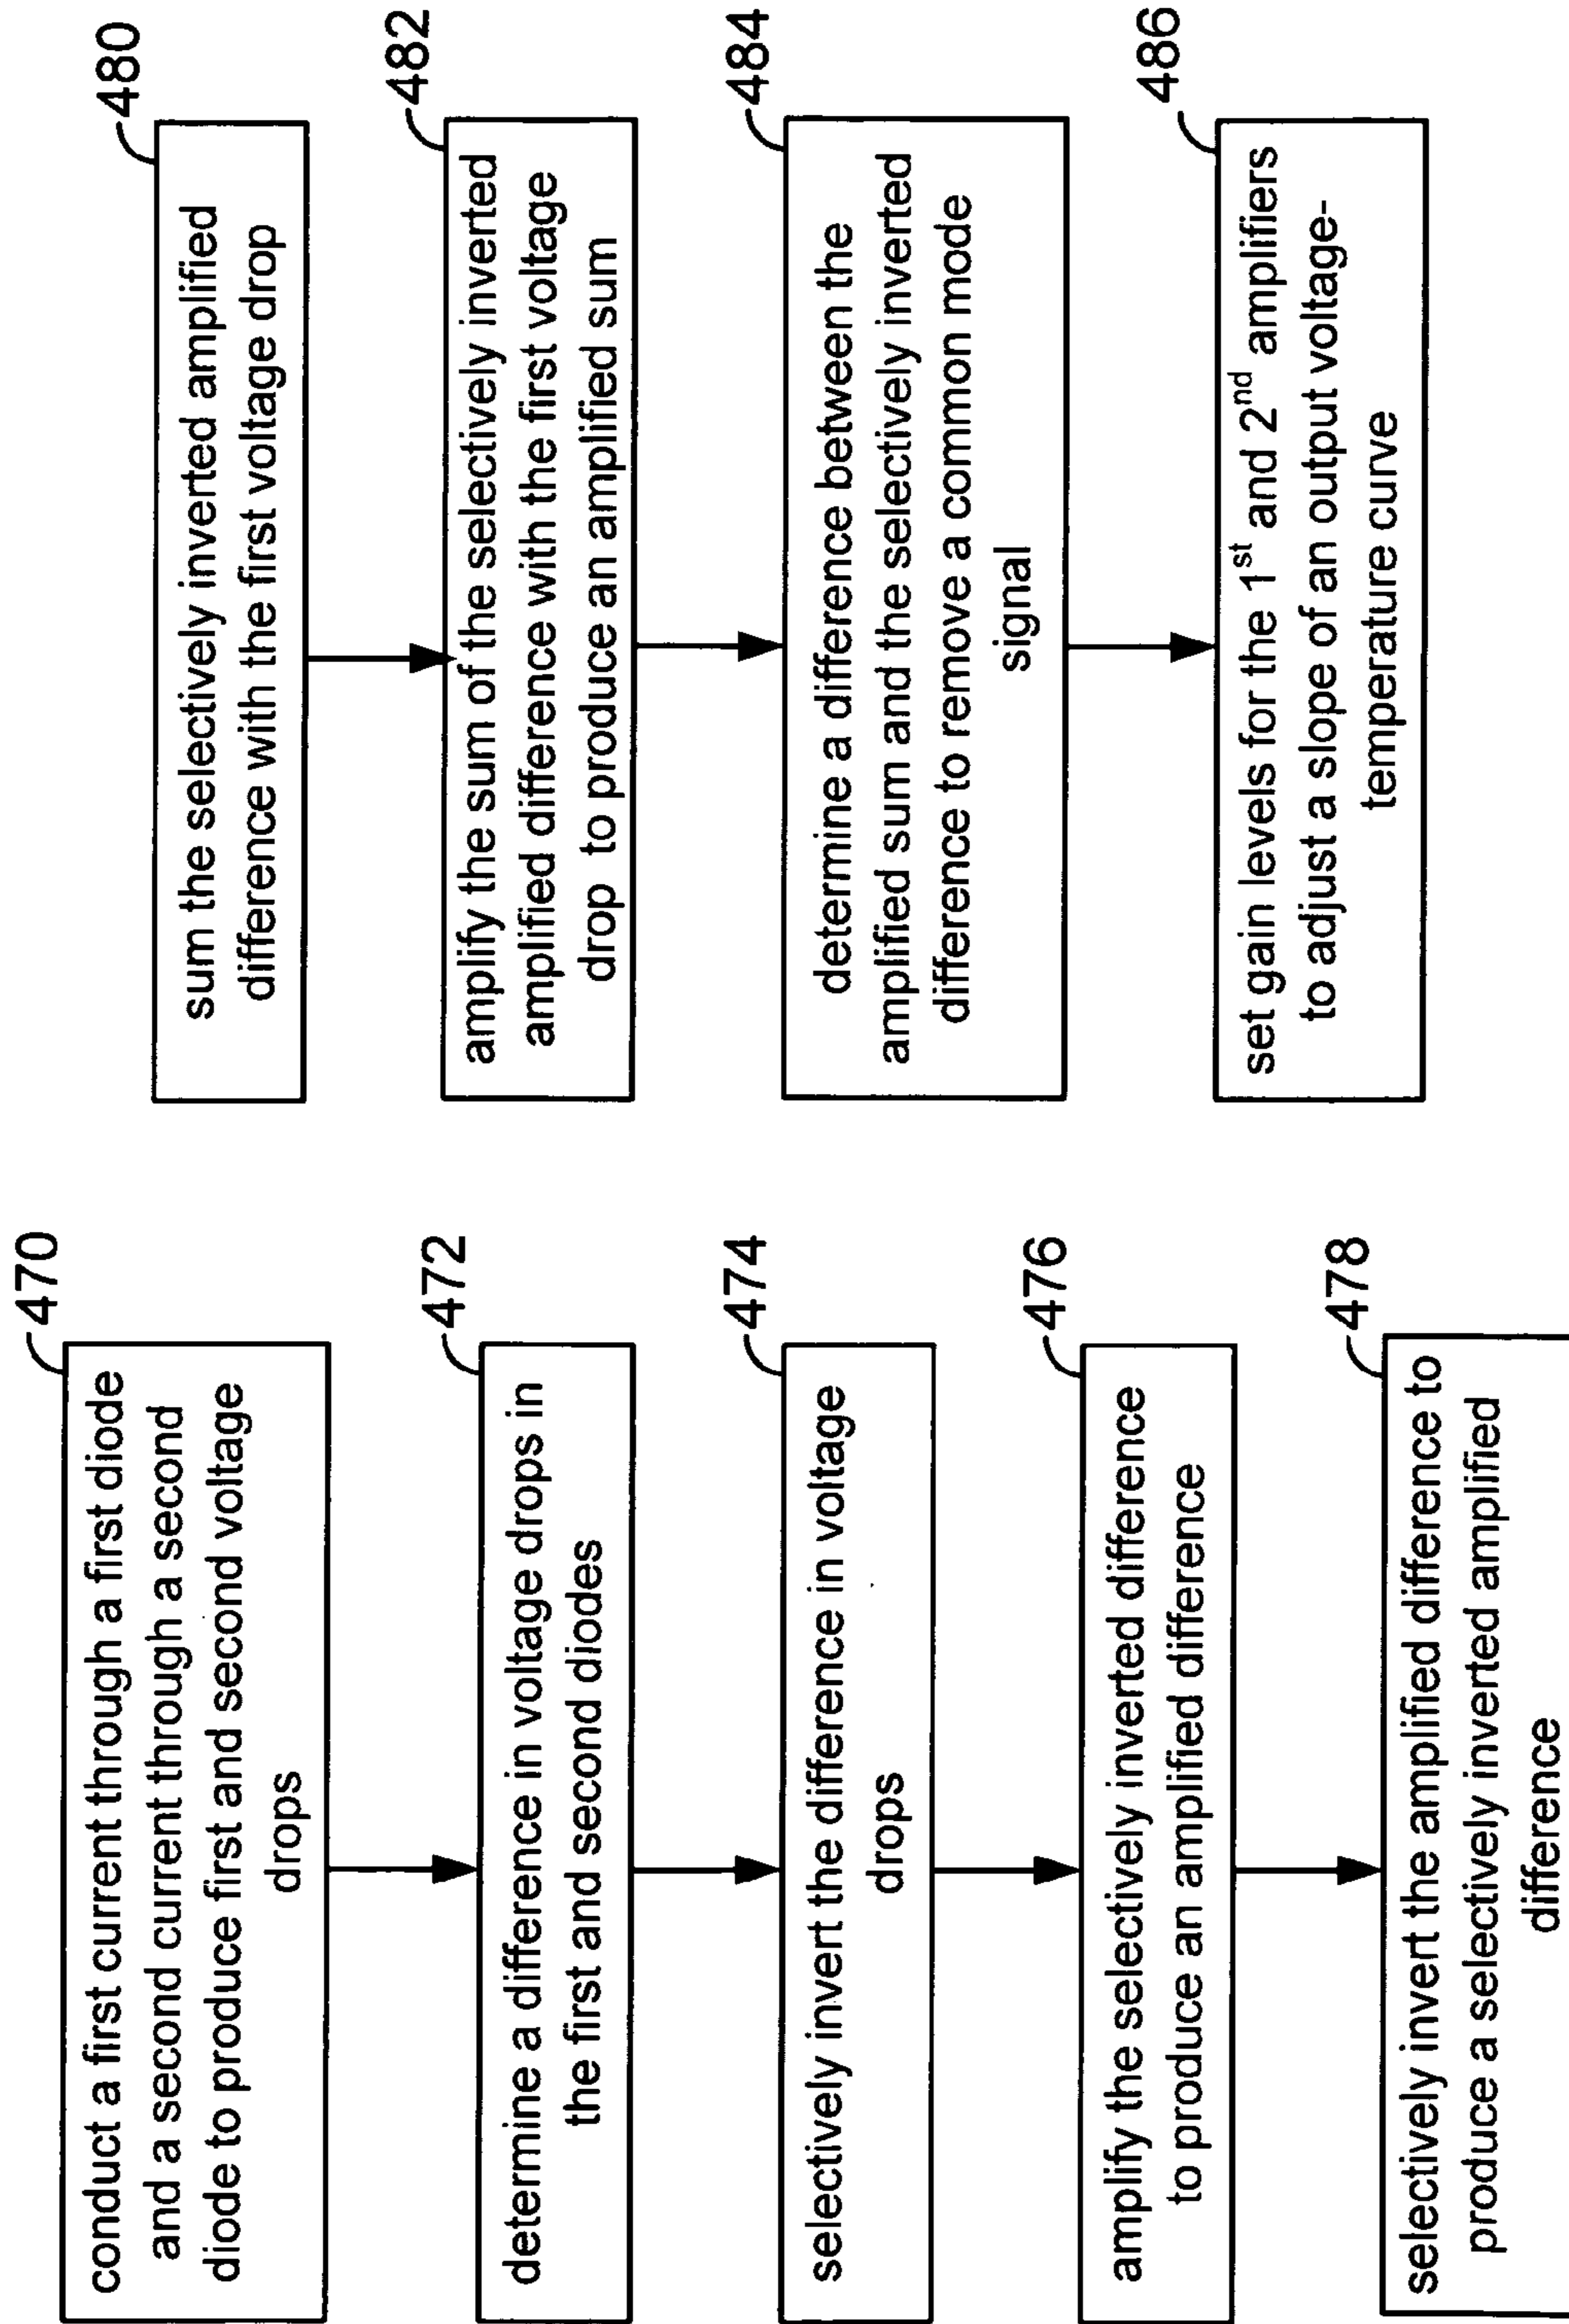 470
conduct a first current through a first diode
and a second current through a second
diode to produce first and second voltage
drops
472
determine a difference in voltage drops in
the first and second diodes
474
selectively invert the difference in voltage
drops
476
amplify the selectively inverted difference
to produce an amplified difference
478
selectively invert the amplified difference to
produce a selectively inverted amplified
difference
480
sum the selectively inverted amplified
difference with the first voltage drop
482
amplify the sum of the selectively inverted
amplified difference with the first voltage
drop to produce an amplified sum
484
determine a difference between the
amplified sum and the selectively inverted
difference to remove a common mode
signal
486
set gain levels for the 1st and 2nd amplifiers
to adjust a slope of an output voltage-
temperature curve